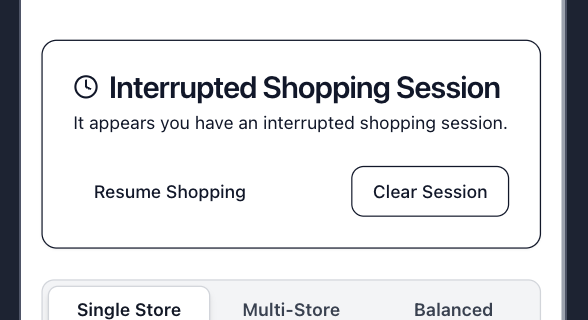 Interrupted Shopping Session
It appears you have an interrupted shopping session.
Resume Shopping
Clear Session
Single Store
Multi-Store
Balanced